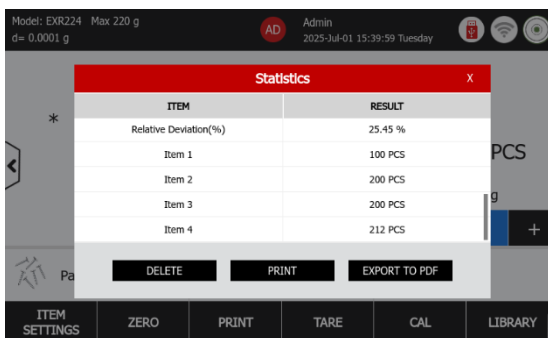 Model: EXR224 Max 220 g
d= 0.0001 g
AD
Admin
2025-Jul-01 15:39:59 Tuesday
Statistics X
ITEM RESULT
Relative Deviation(%) 25.45 %
Item 1 100 PCS
Item 2 200 PCS
Item 3 200 PCS
Item 4 212 PCS
DELETE PRINT EXPORT TO PDF
*
PCS
g
+
Pa
ITEM SETTINGS ZERO PRINT TARE CAL LIBRARY